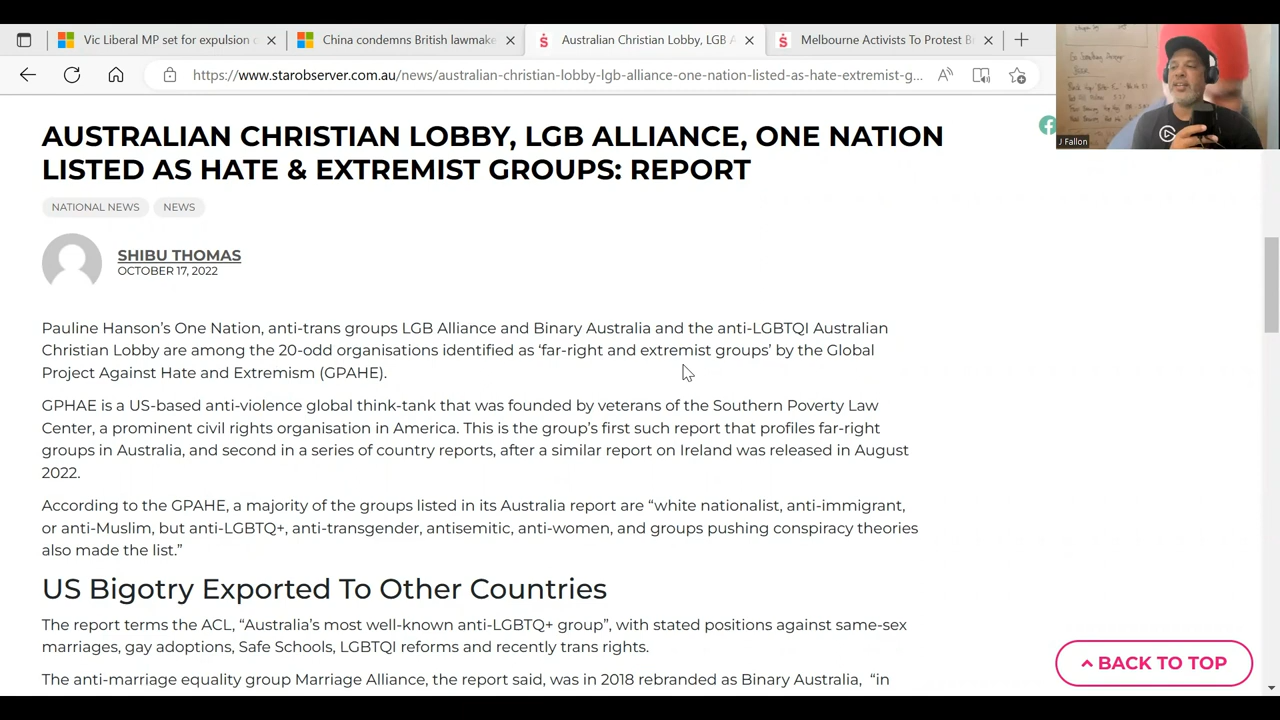 Vic Liberal MP set for expulsion o
China condemns British lawmake
Australian Christian Lobby, LGB A
Melbourne Activists To Protest B
https://www.starobserver.com.au/news/australian-christian-lobby-lgb-alliance-one-nation-listed-as-hate-extremist-g...
J Fallon
AUSTRALIAN CHRISTIAN LOBBY, LGB ALLIANCE, ONE NATION
LISTED AS HATE & EXTREMIST GROUPS: REPORT
NATIONAL NEWS
NEWS
SHIBU THOMAS
OCTOBER 17, 2022
Pauline Hanson’s One Nation, anti-trans groups LGB Alliance and Binary Australia and the anti-LGBTQI Australian
Christian Lobby are among the 20-odd organisations identified as ‘far-right and extremist groups’ by the Global
Project Against Hate and Extremism (GPAHE).
GPHAE is a US-based anti-violence global think-tank that was founded by veterans of the Southern Poverty Law
Center, a prominent civil rights organisation in America. This is the group’s first such report that profiles far-right
groups in Australia, and second in a series of country reports, after a similar report on Ireland was released in August
2022.
According to the GPAHE, a majority of the groups listed in its Australia report are “white nationalist, anti-immigrant,
or anti-Muslim, but anti-LGBTQ+, anti-transgender, antisemitic, anti-women, and groups pushing conspiracy theories
also made the list.”
US Bigotry Exported To Other Countries
The report terms the ACL, “Australia’s most well-known anti-LGBTQ+ group”, with stated positions against same-sex
marriages, gay adoptions, Safe Schools, LGBTQI reforms and recently trans rights.
The anti-marriage equality group Marriage Alliance, the report said, was in 2018 rebranded as Binary Australia, “in
BACK TO TOP